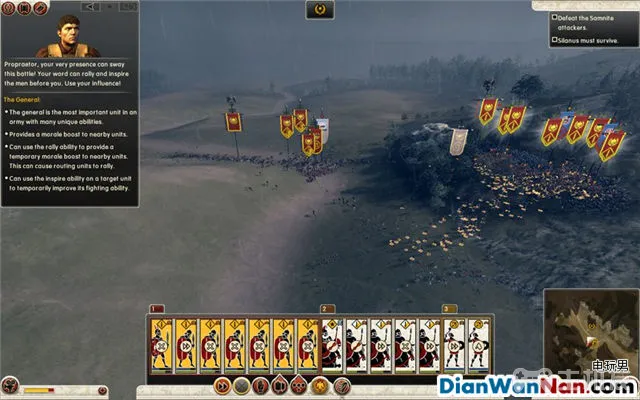 Propraetor, your very presence can sway
this battle! Your word can rally and inspire
the men before you. Use your influence!
The General:
• The general is the most important unit in an
army with many unique abilities.
• Provides a morale boost to nearby units.
• Can use the rally ability to provide a
temporary morale boost to nearby units.
This can cause routing units to rally.
• Can use the inspire ability on a target unit
to temporarily improve its fighting ability.
Defeat the Samnite
attackers.
Silanus must survive.
1
2
3
电玩男
DianWanNan.com